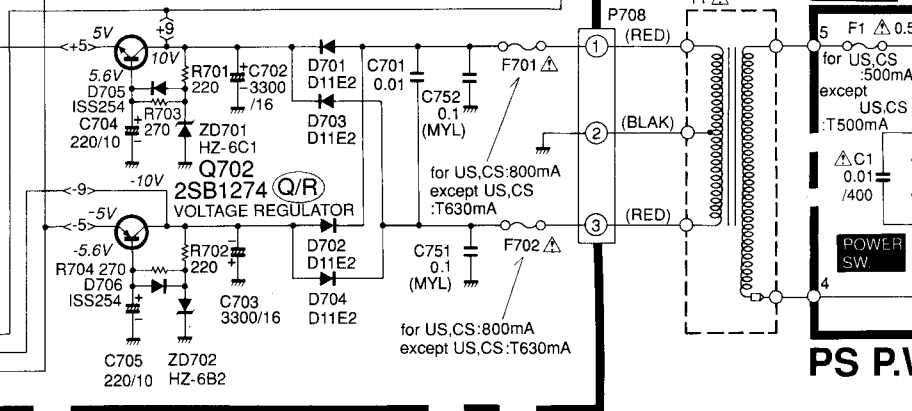 5V
+9
P708
F1 ⚠ 0.5
+5
10V
R701
220
C702
3300
/16
D701
D11E2
C701
0.01
F701 ⚠
1
(RED)
5
for US,CS
:500mA
except
US,CS
:T500mA
5.6V
D705
ISS254
R703
270
C704
220/10
ZD701
HZ-6C1
D703
D11E2
C752
0.1
(MYL)
2
(BLAK)
Q702
2SB1274 Q/R
VOLTAGE REGULATOR
for US,CS:800mA
except US,CS
:T630mA
⚠C1
0.01
/400
-9
-10V
-5
-5V
-5.6V
R704 270
D706
ISS254
R702
220
D702
D11E2
D704
D11E2
C751
0.1
(MYL)
F702 ⚠
3
(RED)
POWER
SW.
4
C703
3300/16
for US,CS:800mA
except US,CS:T630mA
C705
220/10
ZD702
HZ-6B2
PS P.